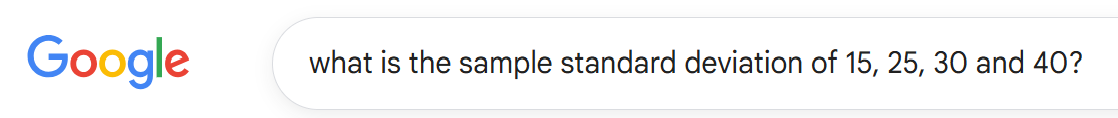 Google
what is the sample standard deviation of 15, 25, 30 and 40?